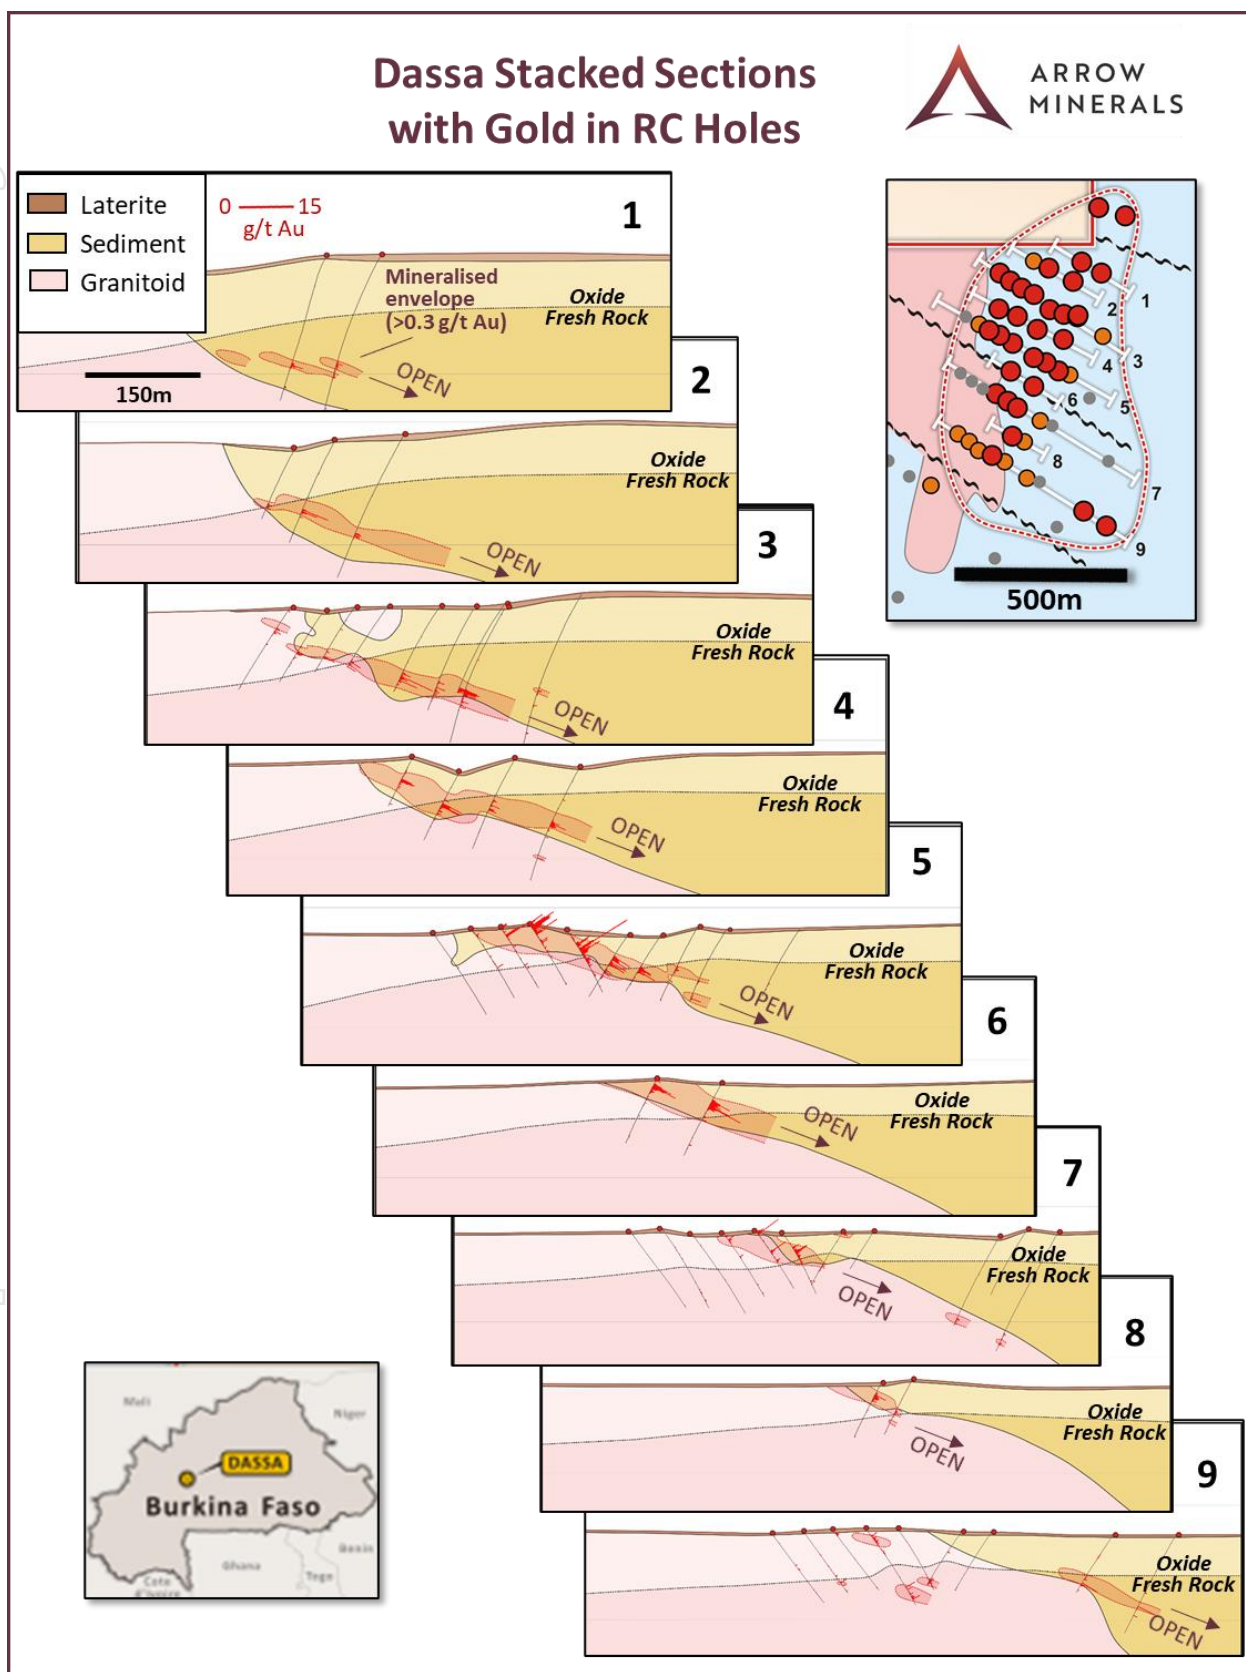 Dassa Stacked Sections
with Gold in RC Holes
ARROW
MINERALS
Laterite
Sediment
Granitoid
0 15
g/t Au
1
Mineralised
envelope
(>0.3 g/t Au)
Oxide
Fresh Rock
OPEN
150m
2
Oxide
Fresh Rock
OPEN
3
Oxide
Fresh Rock
OPEN
4
Oxide
Fresh Rock
OPEN
5
Oxide
Fresh Rock
OPEN
6
Oxide
Fresh Rock
OPEN
7
Oxide
Fresh Rock
OPEN
8
Oxide
Fresh Rock
OPEN
9
Oxide
Fresh Rock
OPEN
1
2
3
4
5
6
8
7
9
500m
Mali
Niger
DASSA
Burkina Faso
Ghana
Benin
Togo
Cote
d'Ivoire